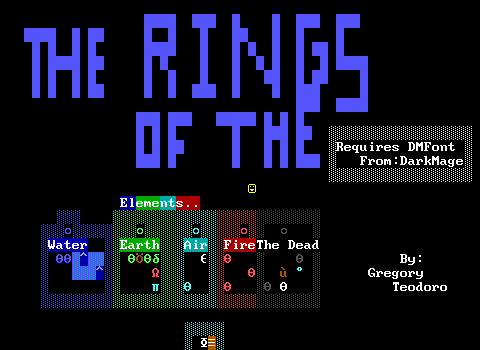 THE RINGS
OF THE
Requires DMFont
From:DarkMage
Elements..
Water Earth Air Fire The Dead
By:
Gregory
Teodoro